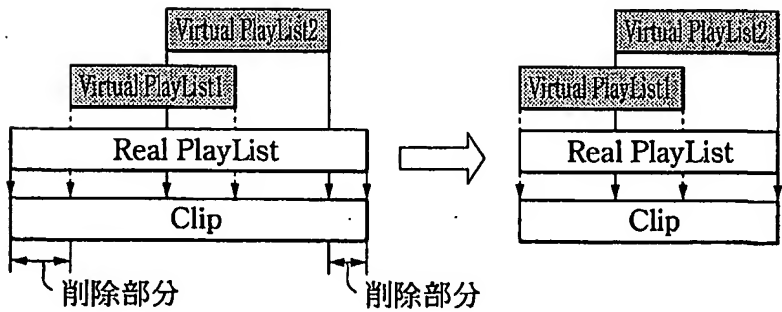 Virtual PlayList2
Virtual PlayList1
Real PlayList
Clip
削除部分
削除部分
Virtual PlayList2
Virtual PlayList1
Real PlayList
Clip